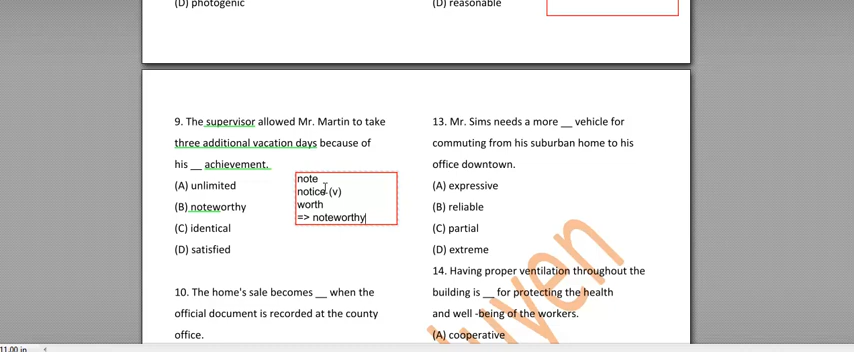 (D) photogenic
(D) reasonable
9. The supervisor allowed Mr. Martin to take
three additional vacation days because of
his __ achievement.
(A) unlimited
(B) noteworthy
(C) identical
(D) satisfied
note
notice (v)
worth
=> noteworthy
10. The home's sale becomes __ when the
official document is recorded at the county
office.
13. Mr. Sims needs a more __ vehicle for
commuting from his suburban home to his
office downtown.
(A) expressive
(B) reliable
(C) partial
(D) extreme
14. Having proper ventilation throughout the
building is __ for protecting the health
and well -being of the workers.
(A) cooperative
11.00 in